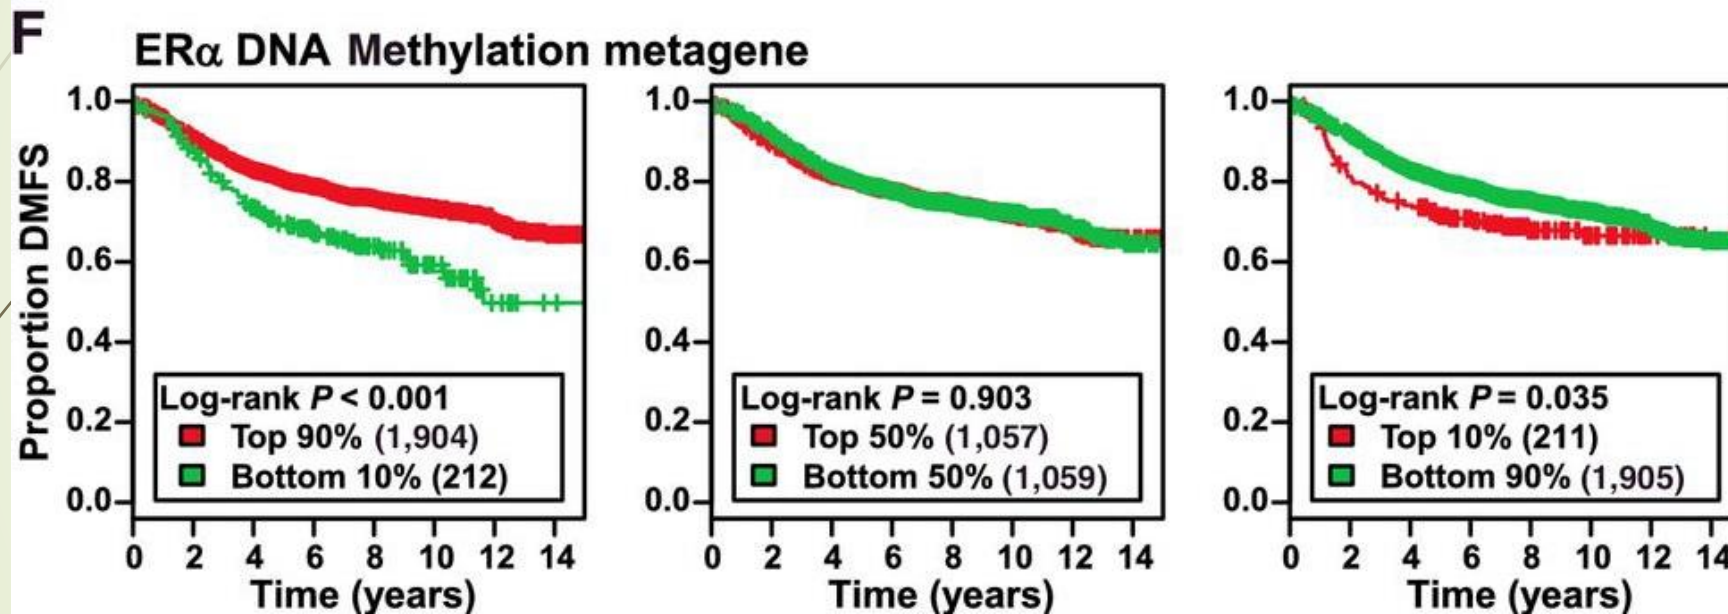 F
ERα DNA Methylation metagene
Proportion DMFS
1.0
0.8
0.6
0.4
0.2
0.0
Log-rank P < 0.001
Top 90% (1,904)
Bottom 10% (212)
0 2 4 6 8 10 12 14
Time (years)
1.0
0.8
0.6
0.4
0.2
0.0
Log-rank P = 0.903
Top 50% (1,057)
Bottom 50% (1,059)
0 2 4 6 8 10 12 14
Time (years)
1.0
0.8
0.6
0.4
0.2
0.0
Log-rank P = 0.035
Top 10% (211)
Bottom 90% (1,905)
0 2 4 6 8 10 12 14
Time (years)